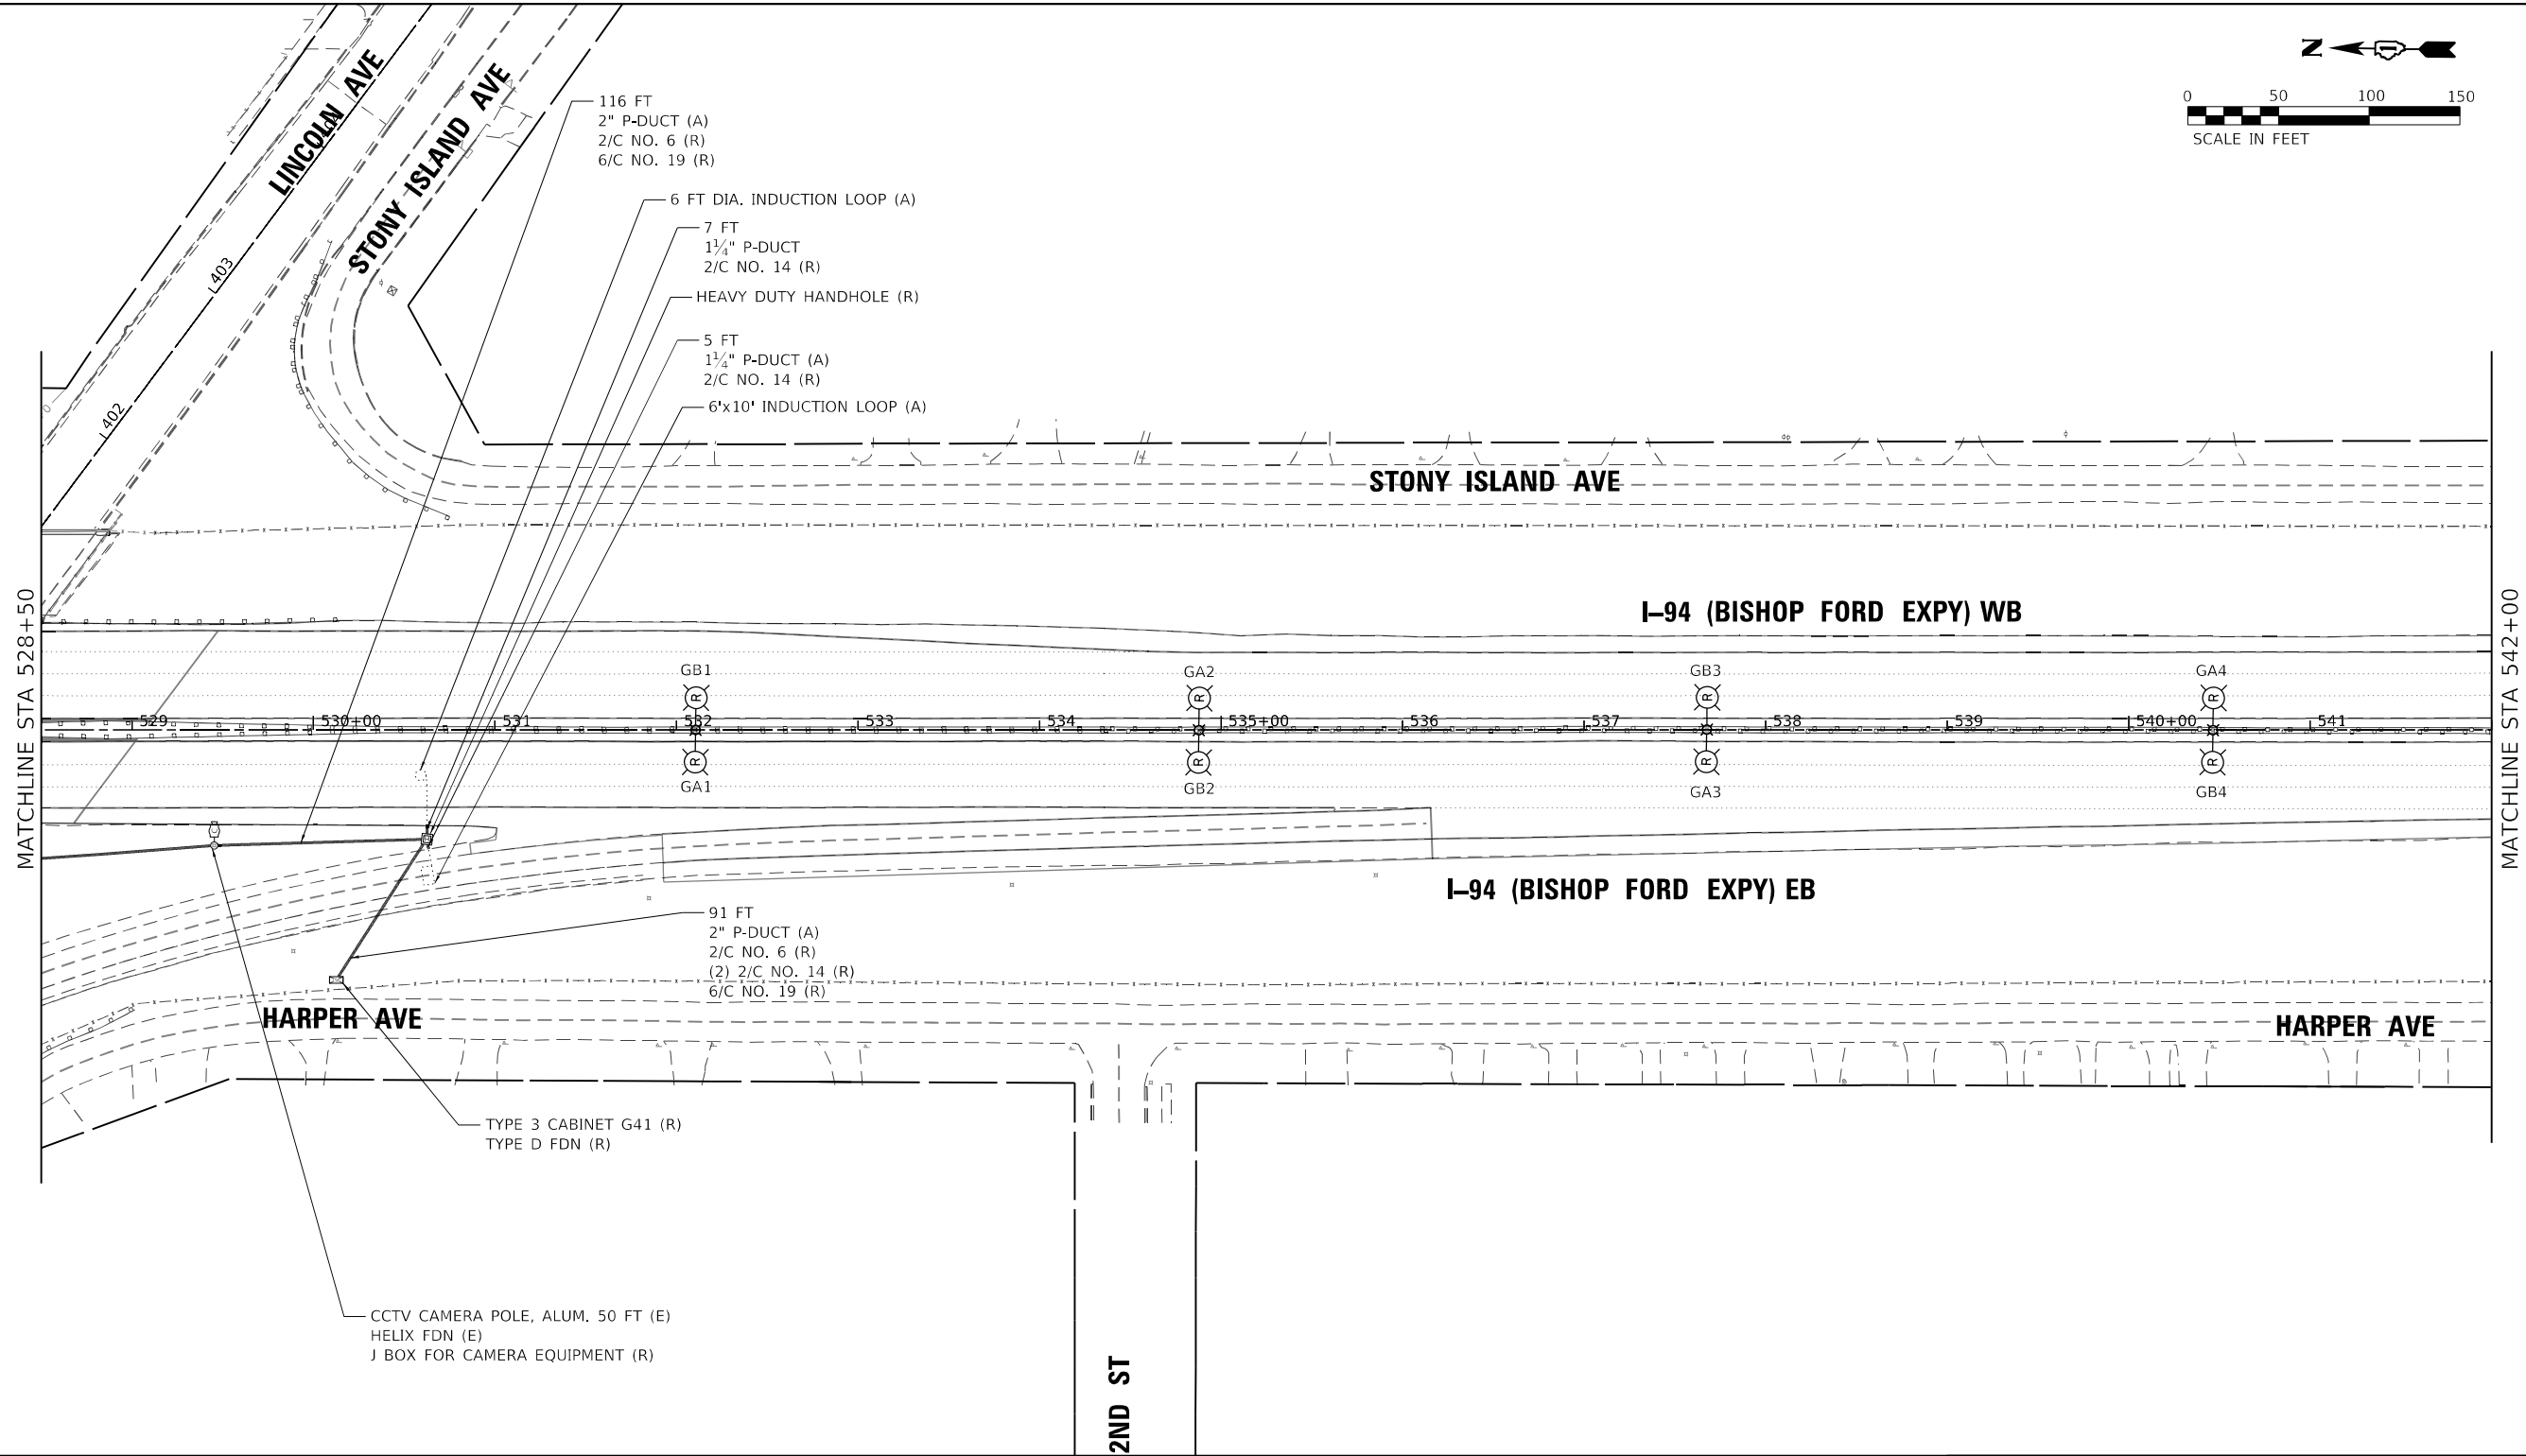 N
0 50 100 150
SCALE IN FEET
LINCOLN AVE
STONY ISLAND AVE
403
402
116 FT
2" P-DUCT (A)
2/C NO. 6 (R)
6/C NO. 19 (R)
6 FT DIA. INDUCTION LOOP (A)
7 FT
1¼" P-DUCT
2/C NO. 14 (R)
HEAVY DUTY HANDHOLE (R)
5 FT
1¼" P-DUCT (A)
2/C NO. 14 (R)
6'x10' INDUCTION LOOP (A)
STONY ISLAND AVE
I-94 (BISHOP FORD EXPY) WB
MATCHLINE STA 528+50
MATCHLINE STA 542+00
GB1 GA2 GB3 GA4
R R R R
529 530+00 531 532 533 534 535+00 536 537 538 539 540+00 541
R R R R
GA1 GB2 GA3 GB4
I-94 (BISHOP FORD EXPY) EB
91 FT
2" P-DUCT (A)
2/C NO. 6 (R)
(2) 2/C NO. 14 (R)
6/C NO. 19 (R)
HARPER AVE
HARPER AVE
TYPE 3 CABINET G41 (R)
TYPE D FDN (R)
CCTV CAMERA POLE, ALUM. 50 FT (E)
HELIX FDN (E)
J BOX FOR CAMERA EQUIPMENT (R)
2ND ST